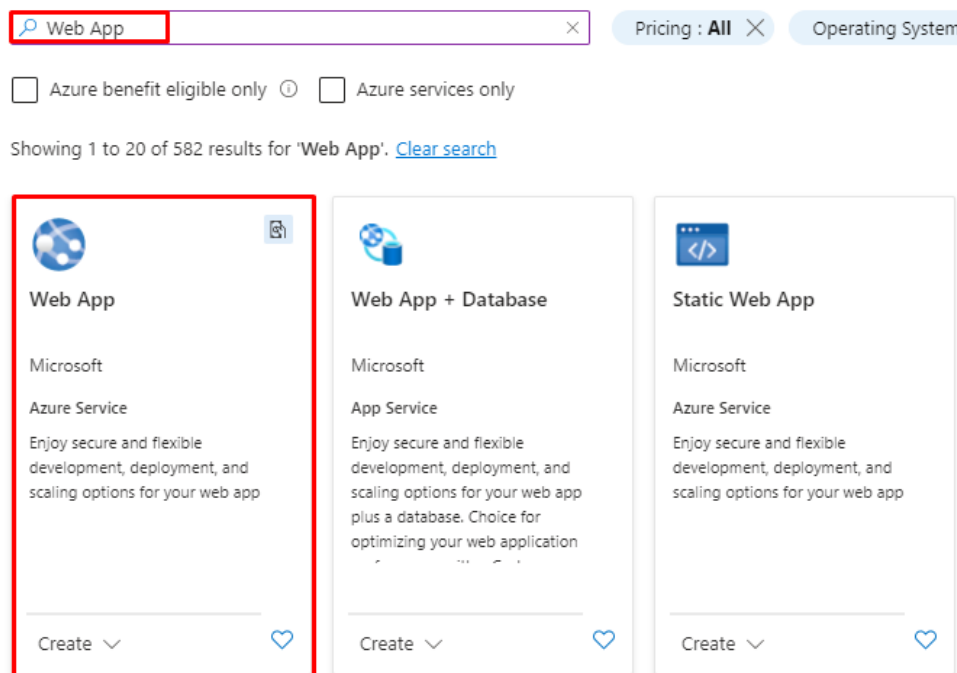 Web App
Pricing : All
Operating System
Azure benefit eligible only
Azure services only
Showing 1 to 20 of 582 results for 'Web App'. Clear search
Web App
Microsoft
Azure Service
Enjoy secure and flexible
development, deployment, and
scaling options for your web app
Create
Web App + Database
Microsoft
App Service
Enjoy secure and flexible
development, deployment, and
scaling options for your web app
plus a database. Choice for
optimizing your web application
Create
Static Web App
Microsoft
Azure Service
Enjoy secure and flexible
development, deployment, and
scaling options for your web app
Create